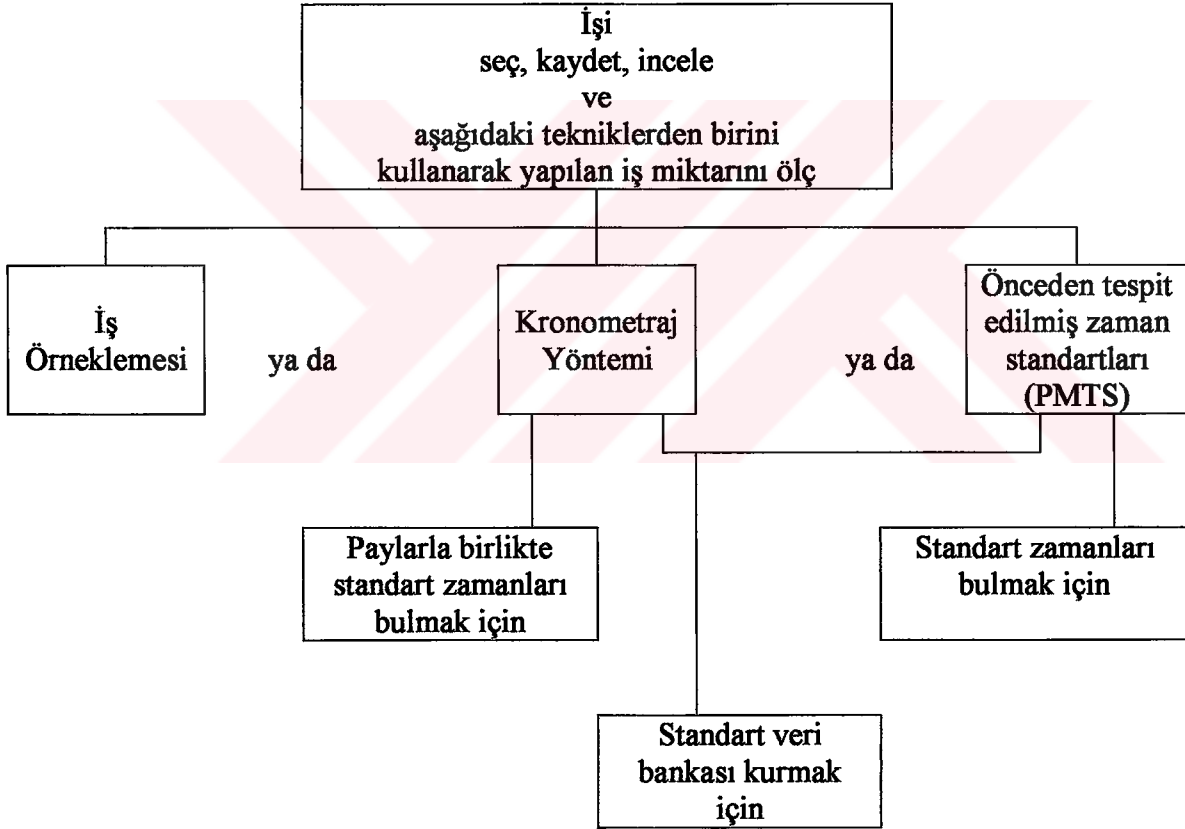 İşi
seç, kaydet, incele
ve
aşağıdaki tekniklerden birini
kullanarak yapılan iş miktarını ölç
İş
Örneklemesi
ya da
Kronometraj
Yöntemi
ya da
Önceden tespit
edilmiş zaman
standartları
(PMTS)
Paylarla birlikte
standart zamanları
bulmak için
Standart zamanları
bulmak için
Standart veri
bankası kurmak
için